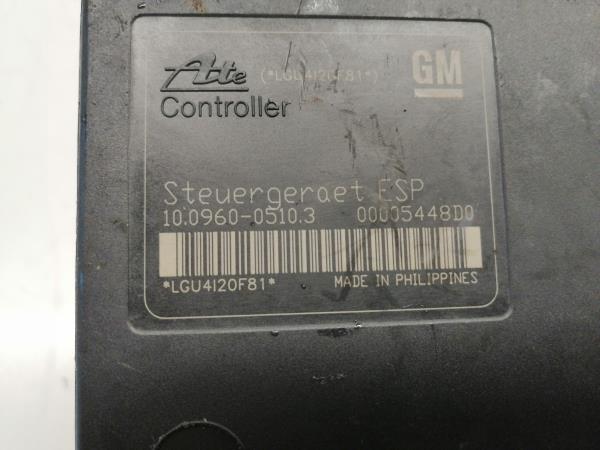 Ate (*LGU4I20F81*) GM
Controller
Steuergeraet ESP
10.0960-0510.3 00005448D0
*LGU4I20F81* MADE IN PHILIPPINES